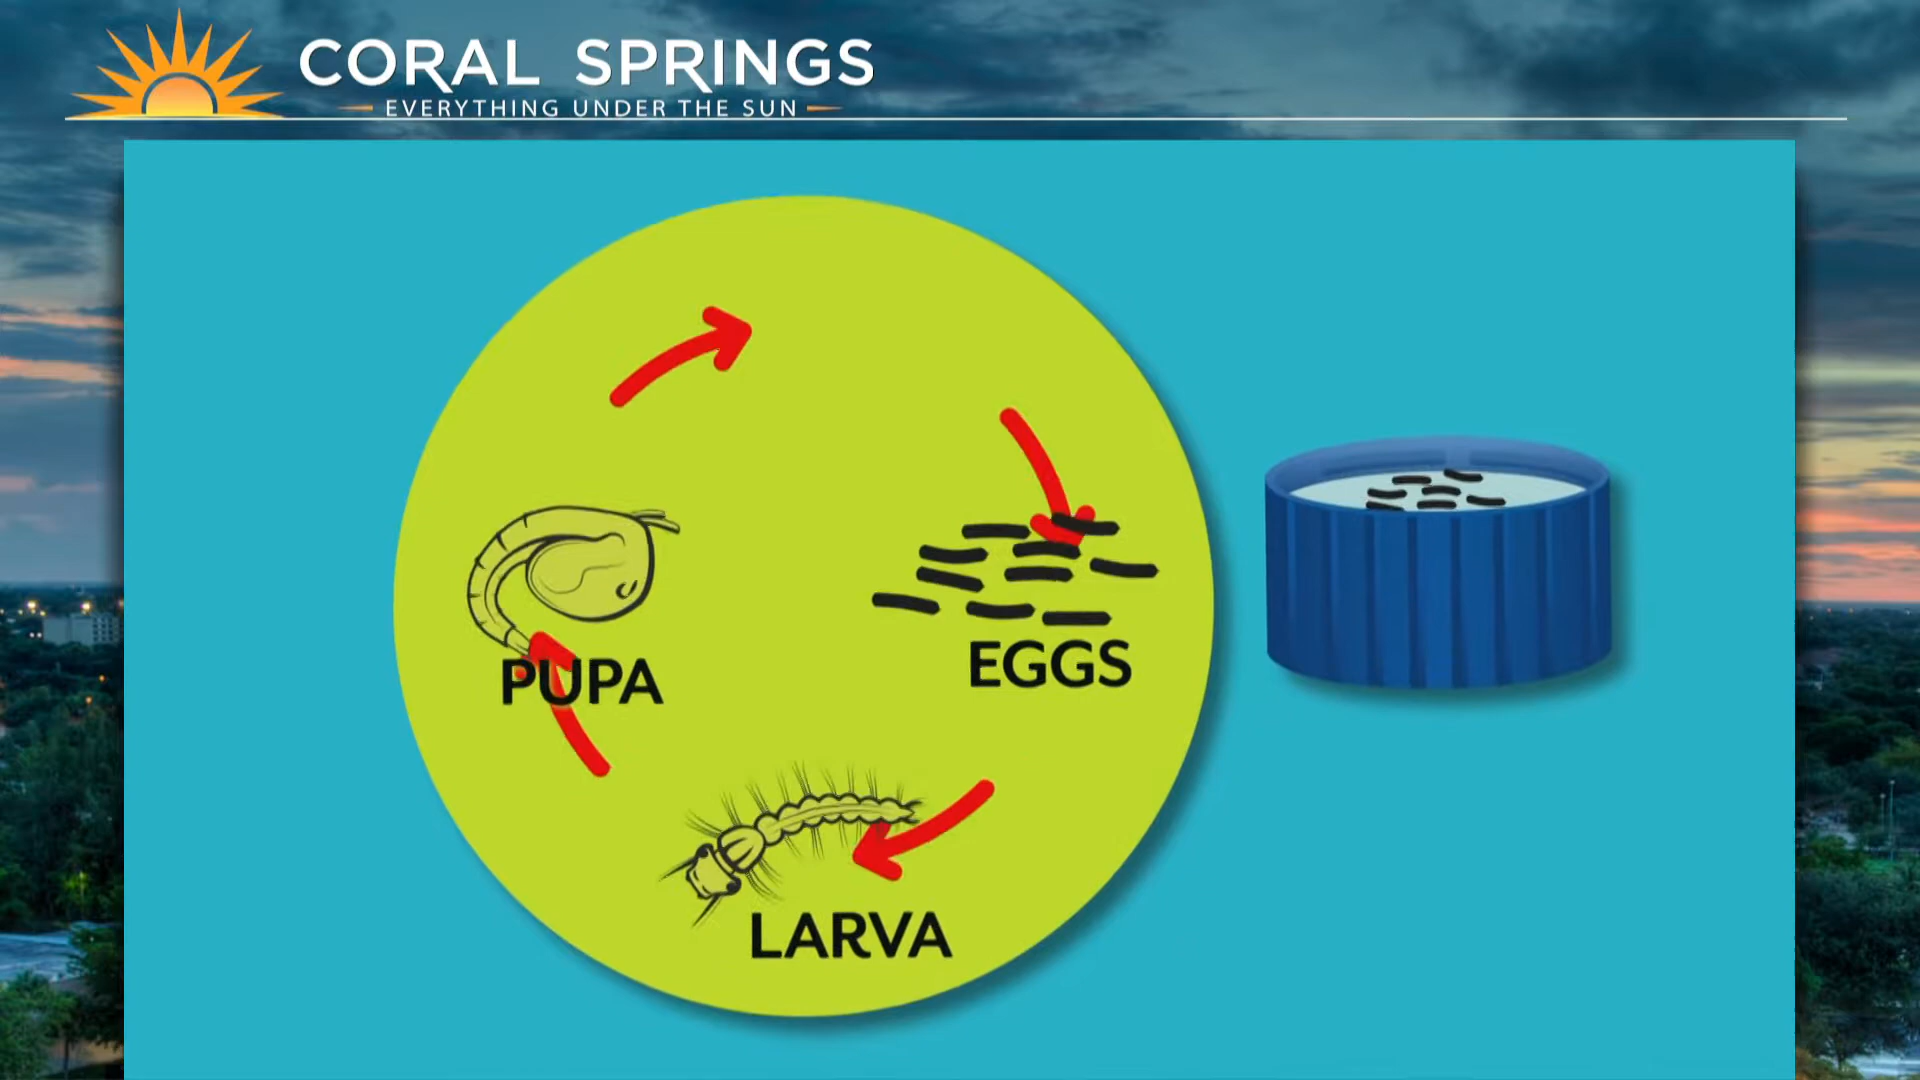 CORAL SPRINGS
EVERYTHING UNDER THE SUN
PUPA
EGGS
LARVA